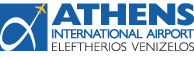 ATHENS
INTERNATIONAL AIRPORT
ELEFTHERIOS VENIZELOS